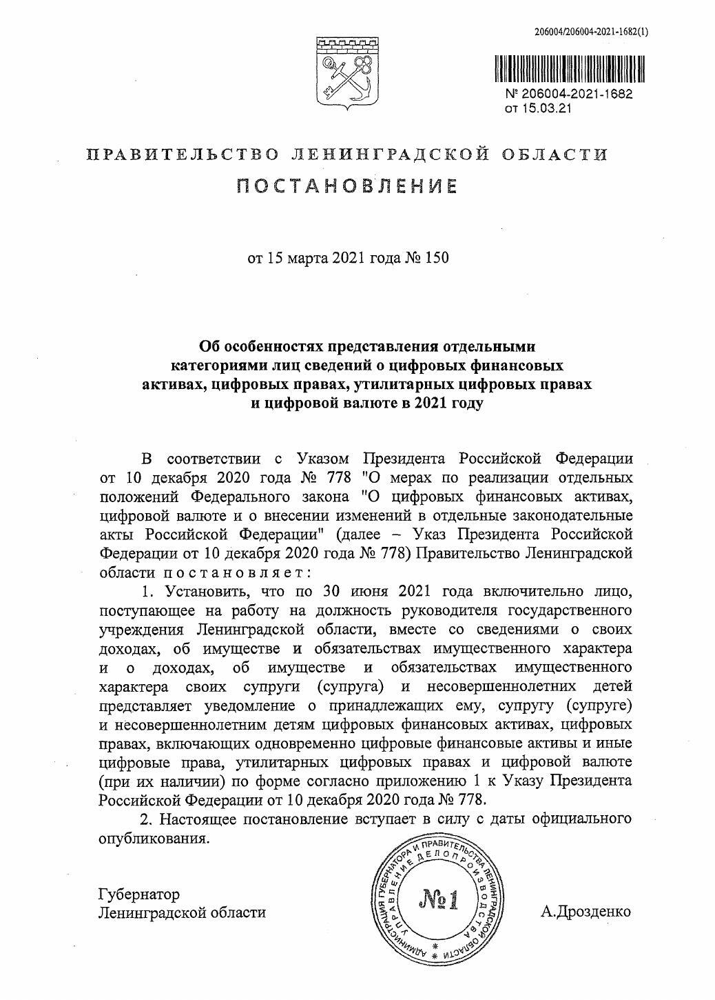 206004/206004-2021-1682(1)
№ 206004-2021-1682
от 15.03.21
ПРАВИТЕЛЬСТВО ЛЕНИНГРАДСКОЙ ОБЛАСТИ
ПОСТАНОВЛЕНИЕ
от 15 марта 2021 года № 150
Об особенностях представления отдельными
категориями лиц сведений о цифровых финансовых
активах, цифровых правах, утилитарных цифровых правах
и цифровой валюте в 2021 году
В соответствии с Указом Президента Российской Федерации
от 10 декабря 2020 года № 778 "О мерах по реализации отдельных
положений Федерального закона "О цифровых финансовых активах,
цифровой валюте и о внесении изменений в отдельные законодательные
акты Российской Федерации" (далее – Указ Президента Российской
Федерации от 10 декабря 2020 года № 778) Правительство Ленинградской
области постановляет:
1. Установить, что по 30 июня 2021 года включительно лицо,
поступающее на работу на должность руководителя государственного
учреждения Ленинградской области, вместе со сведениями о своих
доходах, об имуществе и обязательствах имущественного характера
и о доходах, об имуществе и обязательствах имущественного
характера своих супруги (супруга) и несовершеннолетних детей
представляет уведомление о принадлежащих ему, супругу (супруге)
и несовершеннолетним детям цифровых финансовых активах, цифровых
правах, включающих одновременно цифровые финансовые активы и иные
цифровые права, утилитарных цифровых правах и цифровой валюте
(при их наличии) по форме согласно приложению 1 к Указу Президента
Российской Федерации от 10 декабря 2020 года № 778.
2. Настоящее постановление вступает в силу с даты официального
опубликования.
Губернатор
Ленинградской области
А.Дрозденко
АДМИНИСТРАЦИЯ ГУБЕРНАТОРА И ПРАВИТЕЛЬСТВА ЛЕНИНГРАДСКОЙ ОБЛАСТИ
УПРАВЛЕНИЕ ДЕЛОПРОИЗВОДСТВА
№1